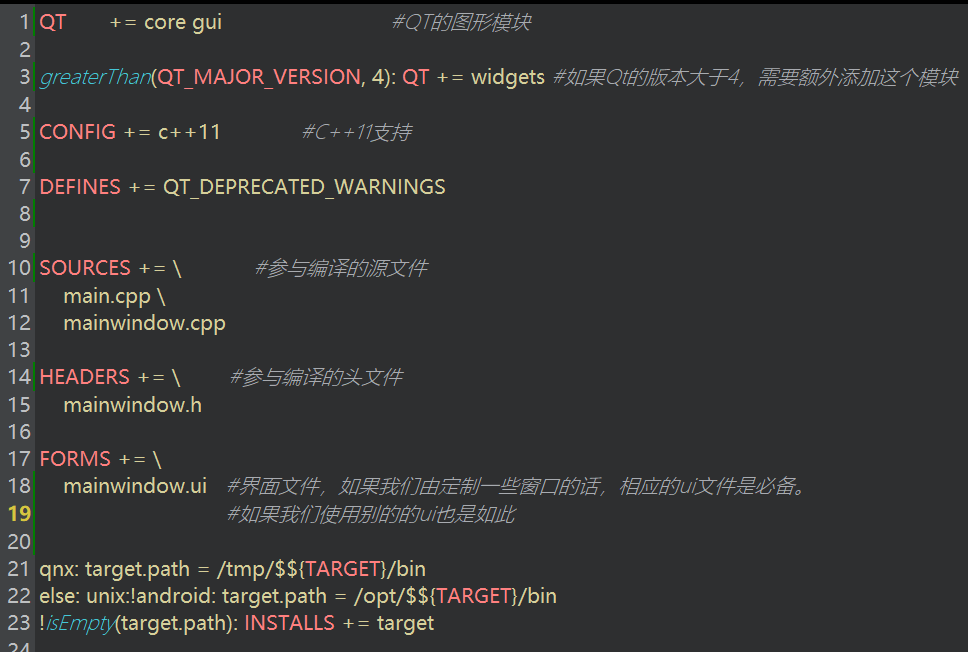 1 QT += core gui #QT的图形模块
2
3 greaterThan(QT_MAJOR_VERSION, 4): QT += widgets #如果Qt的版本大于4，需要额外添加这个模块
4
5 CONFIG += c++11 #C++11支持
6
7 DEFINES += QT_DEPRECATED_WARNINGS
8
9
10 SOURCES += \ #参与编译的源文件
11 main.cpp \
12 mainwindow.cpp
13
14 HEADERS += \ #参与编译的头文件
15 mainwindow.h
16
17 FORMS += \
18 mainwindow.ui #界面文件，如果我们由定制一些窗口的话，相应的ui文件是必备。
19 #如果我们使用别的的ui也是如此
20
21 qnx: target.path = /tmp/$${TARGET}/bin
22 else: unix:!android: target.path = /opt/$${TARGET}/bin
23 !isEmpty(target.path): INSTALLS += target
24